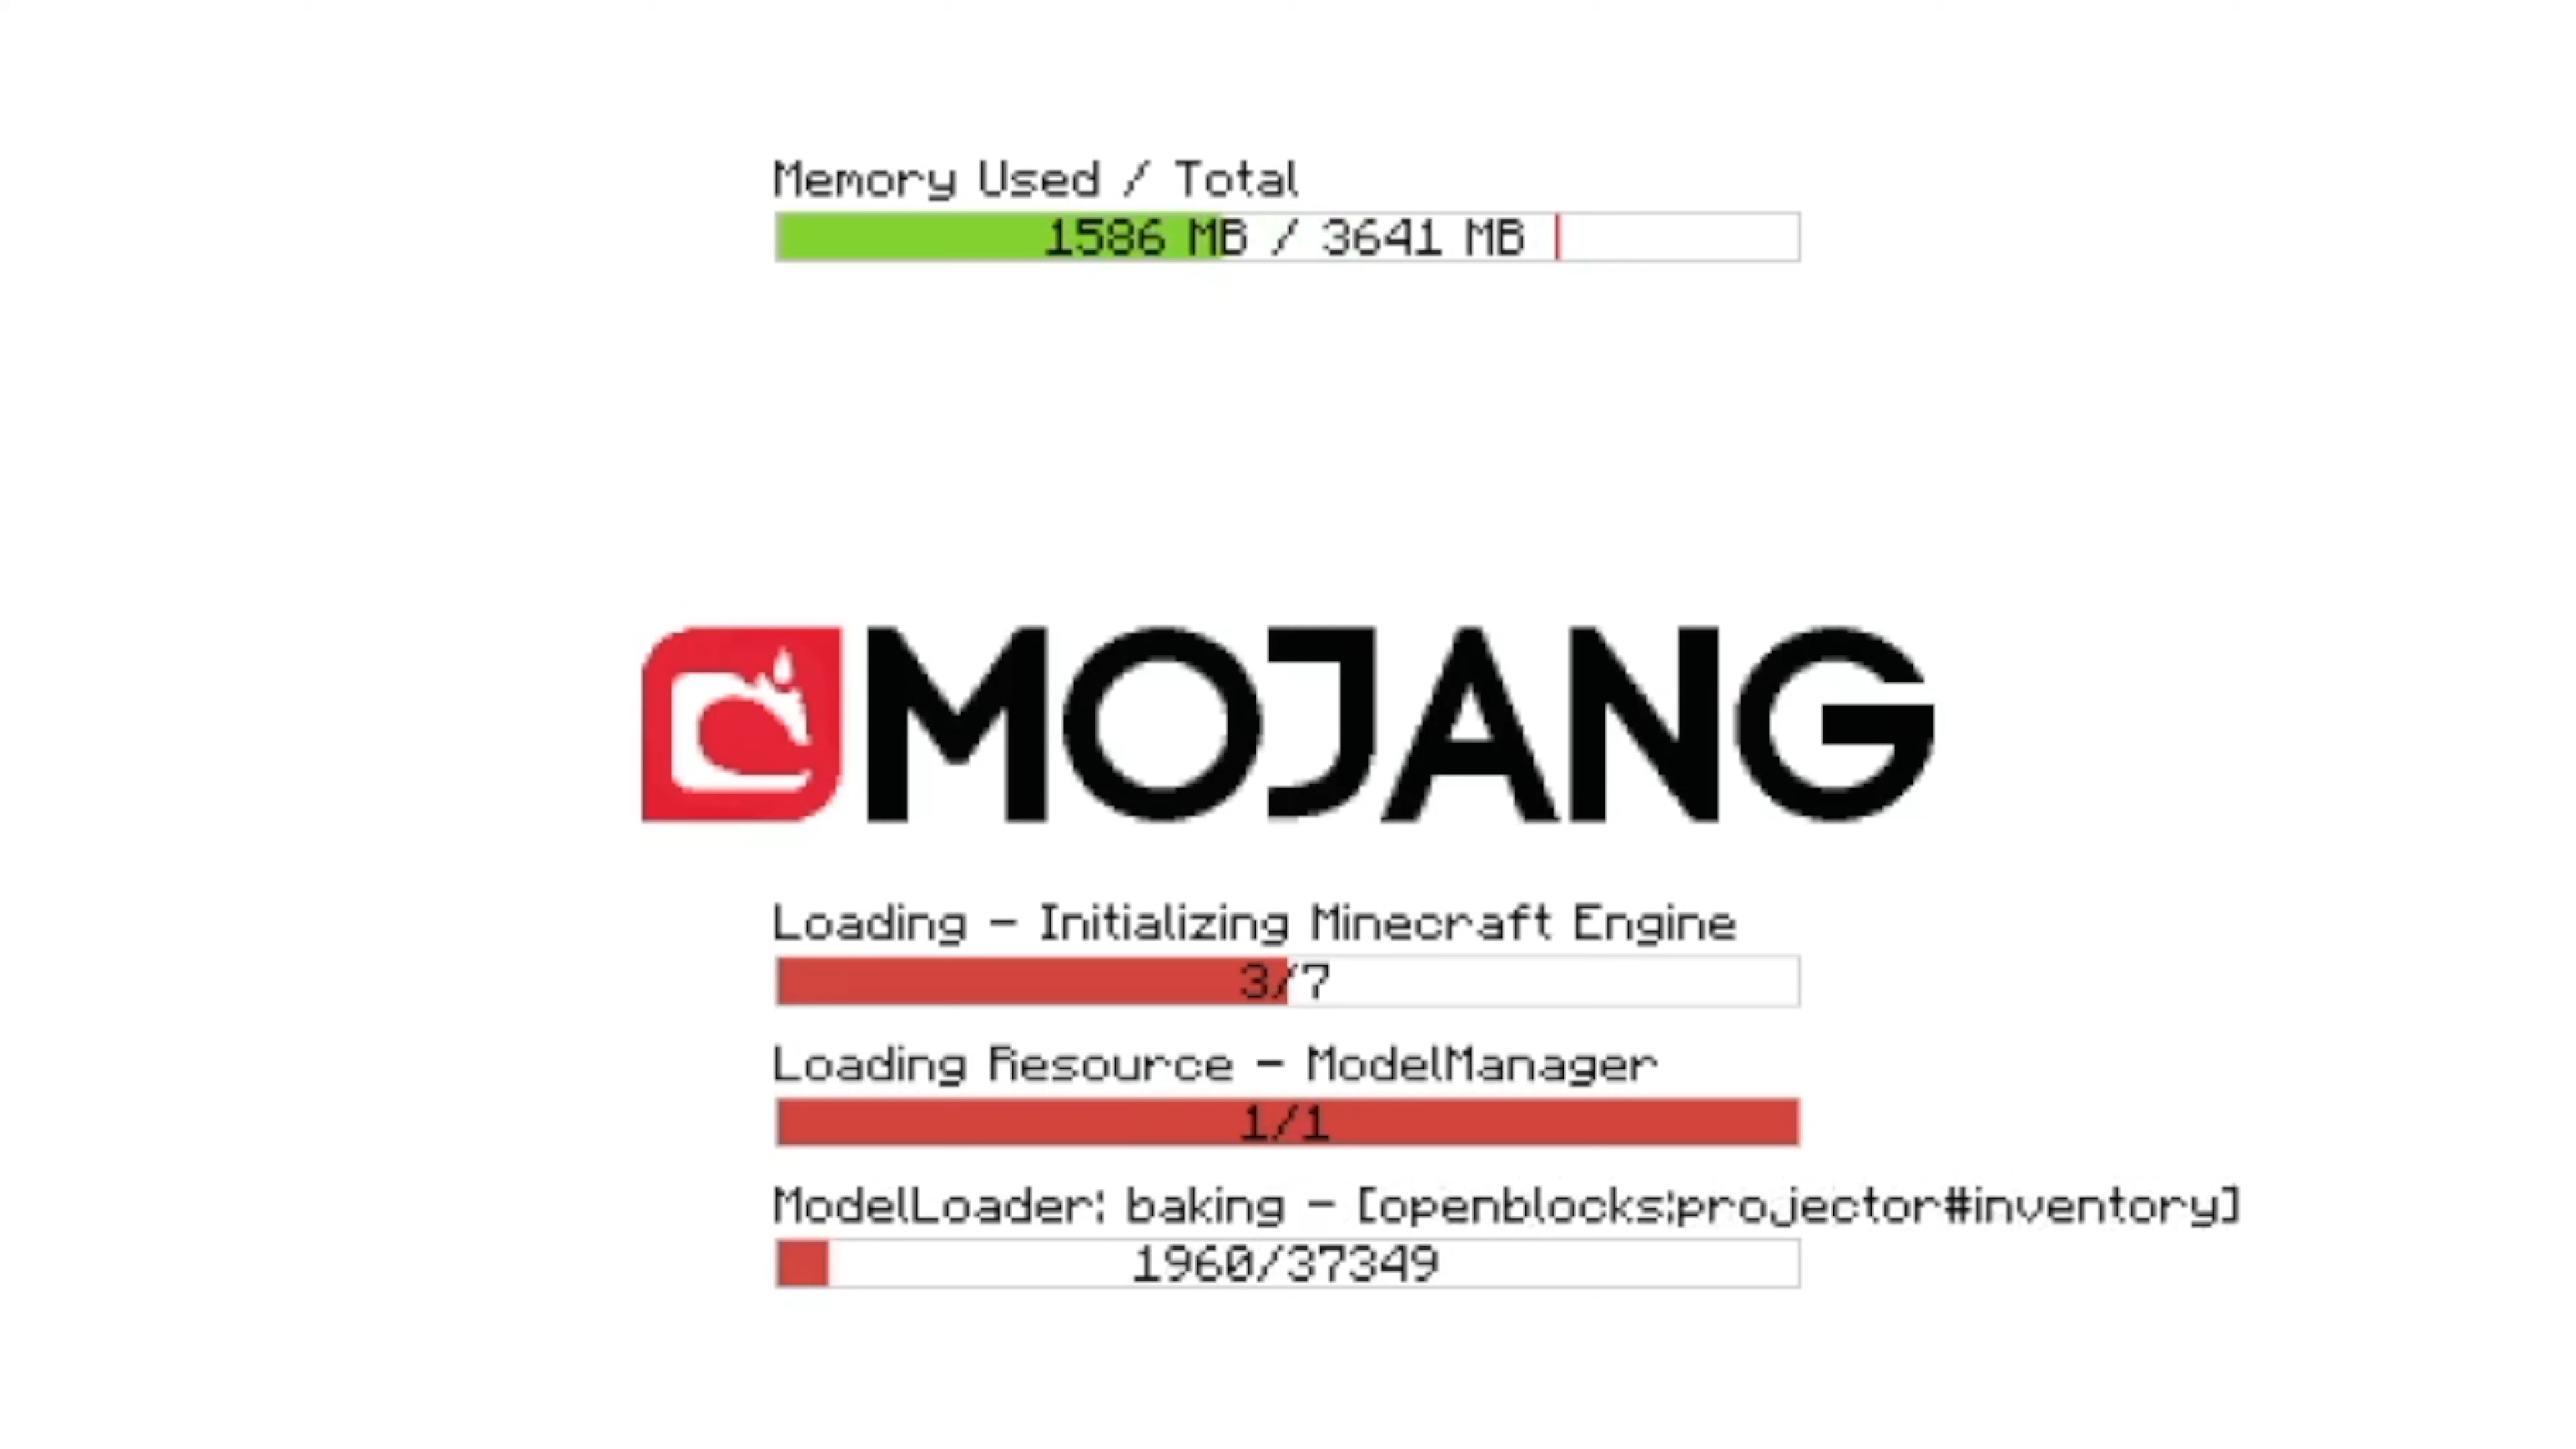 Memory Used / Total
1586 MB / 3641 MB
MOJANG
Loading - Initializing Minecraft Engine
3/7
Loading Resource - ModelManager
1/1
ModelLoader: baking - [openblocks:projector#inventory]
1960/37349